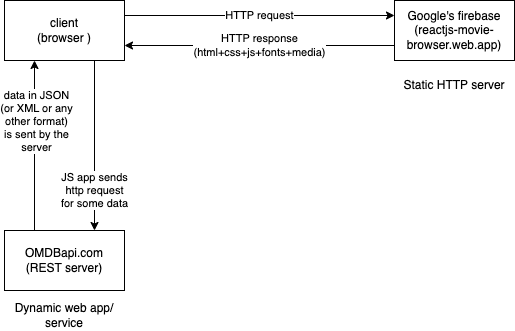 client
(browser )
HTTP request
Google's firebase
(reactjs-movie-
browser.web.app)
HTTP response
(html+css+js+fonts+media)
Static HTTP server
data in JSON
(or XML or any
other format)
is sent by the
server
JS app sends
http request
for some data
OMDBapi.com
(REST server)
Dynamic web app/
service